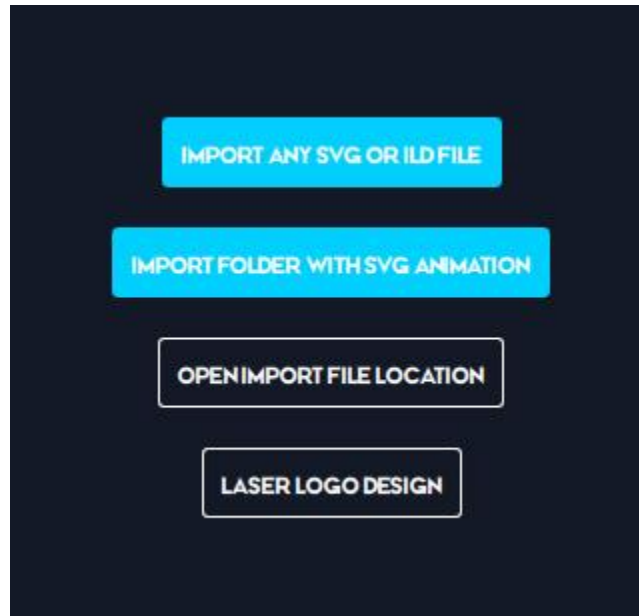 IMPORT ANY SVG OR ILD FILE
IMPORT FOLDER WITH SVG ANIMATION
OPEN IMPORT FILE LOCATION
LASER LOGO DESIGN